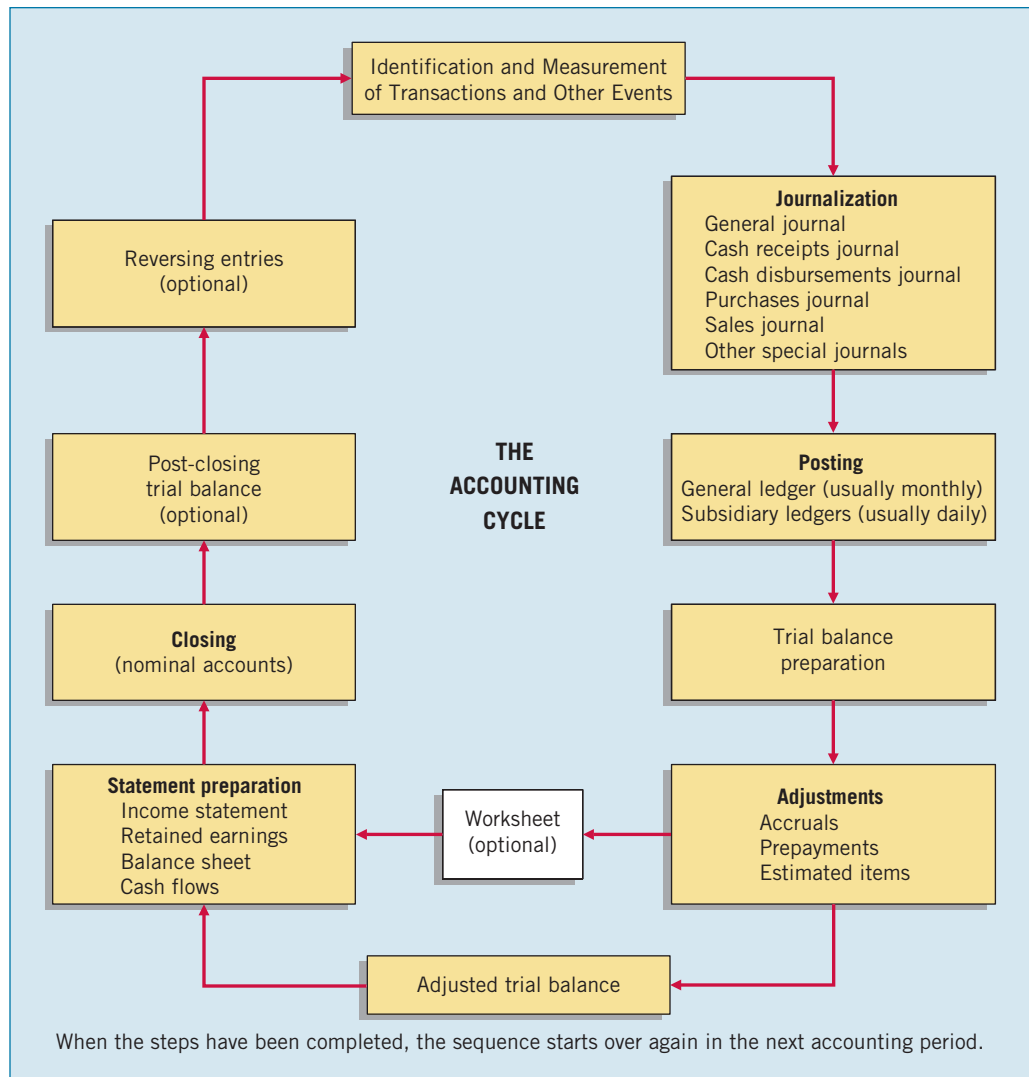 Identification and Measurement
of Transactions and Other Events
Journalization
General journal
Cash receipts journal
Cash disbursements journal
Purchases journal
Sales journal
Other special journals
Reversing entries
(optional)
THE
ACCOUNTING
CYCLE
Post-closing
trial balance
(optional)
Posting
General ledger (usually monthly)
Subsidiary ledgers (usually daily)
Closing
(nominal accounts)
Trial balance
preparation
Statement preparation
Income statement
Retained earnings
Balance sheet
Cash flows
Worksheet
(optional)
Adjustments
Accruals
Prepayments
Estimated items
Adjusted trial balance
When the steps have been completed, the sequence starts over again in the next accounting period.